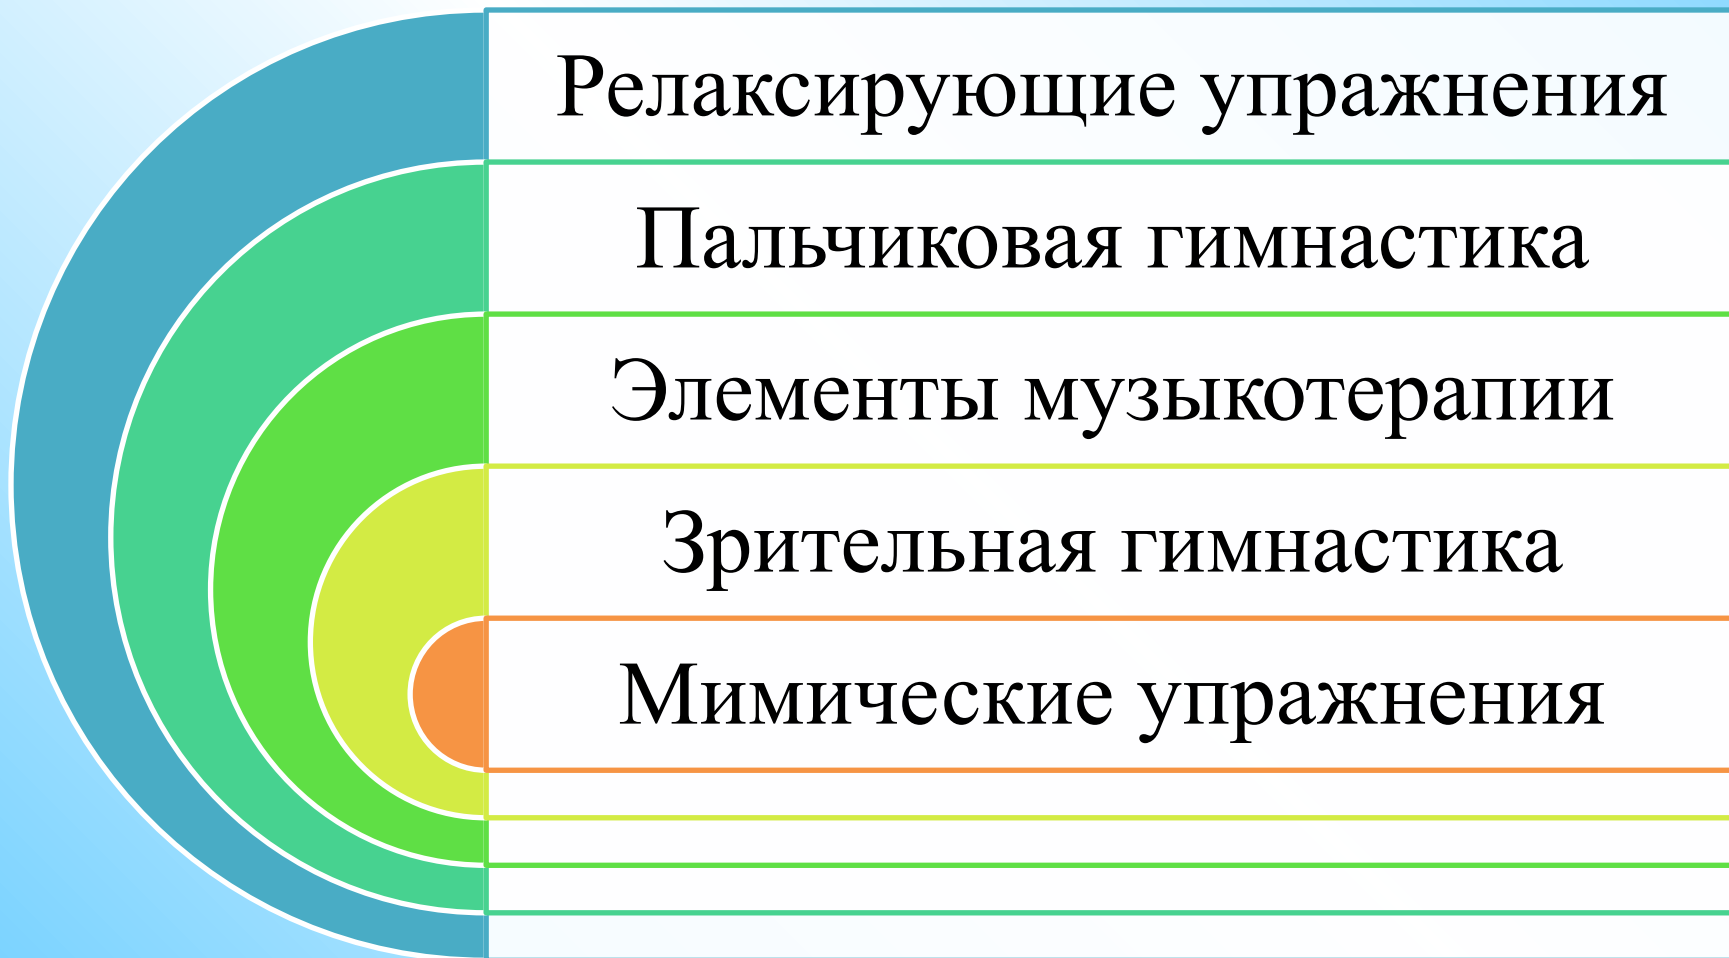 Релаксирующие упражнения
Пальчиковая гимнастика
Элементы музыкотерапии
Зрительная гимнастика
Мимические упражнения